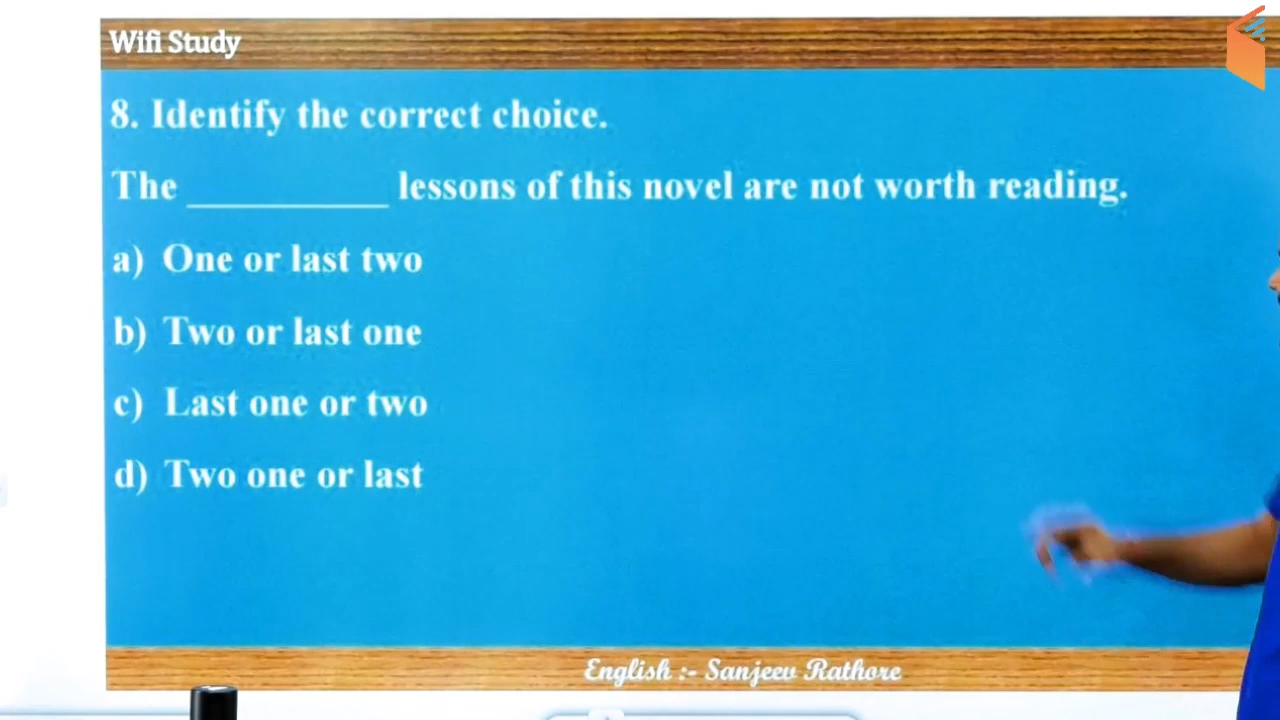 Wifi Study
8. Identify the correct choice.
The __________ lessons of this novel are not worth reading.
a) One or last two
b) Two or last one
c) Last one or two
d) Two one or last
English :- Sanjeev Rathore